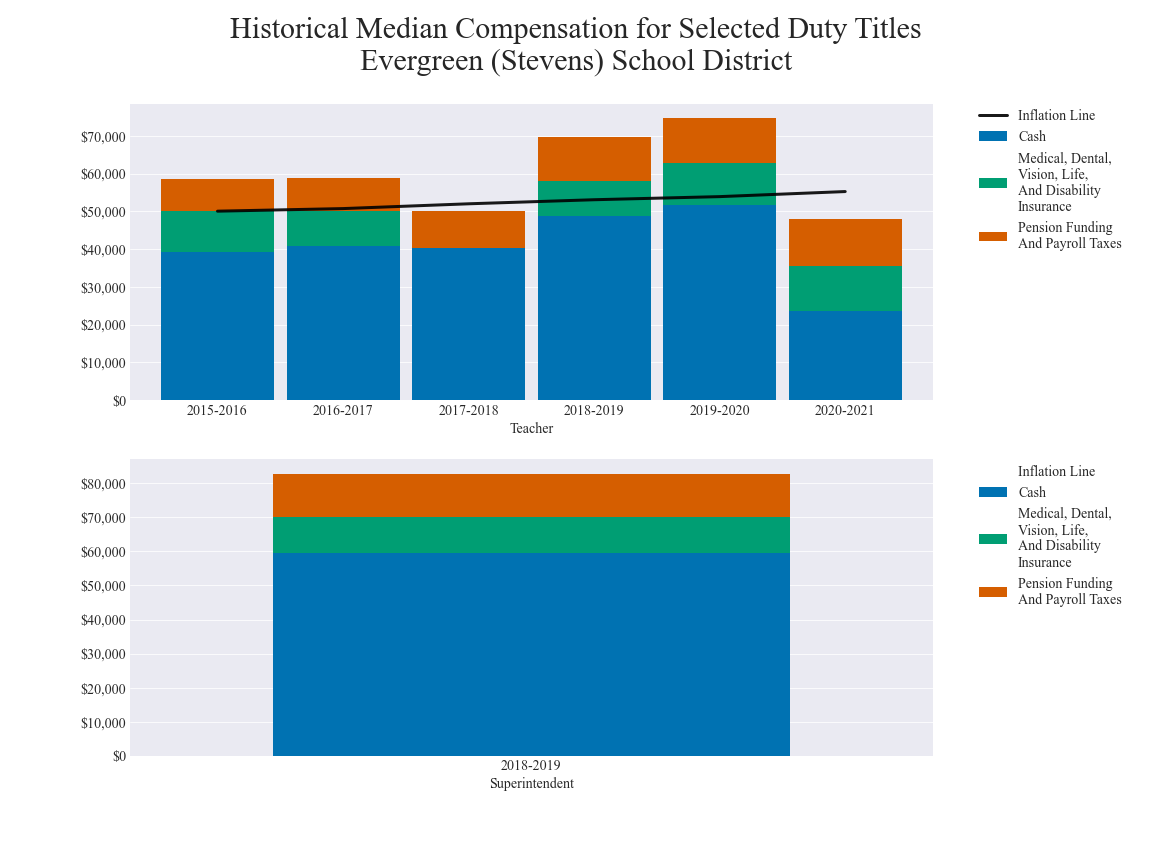 Historical Median Compensation for Selected Duty Titles
Evergreen (Stevens) School District
$70,000
$60,000
$50,000
$40,000
$30,000
$20,000
$10,000
$0
2015-2016
2016-2017
2017-2018
2018-2019
2019-2020
2020-2021
Teacher
Inflation Line
Cash
Medical, Dental,
Vision, Life,
And Disability
Insurance
Pension Funding
And Payroll Taxes
$80,000
$70,000
$60,000
$50,000
$40,000
$30,000
$20,000
$10,000
$0
2018-2019
Superintendent
Inflation Line
Cash
Medical, Dental,
Vision, Life,
And Disability
Insurance
Pension Funding
And Payroll Taxes